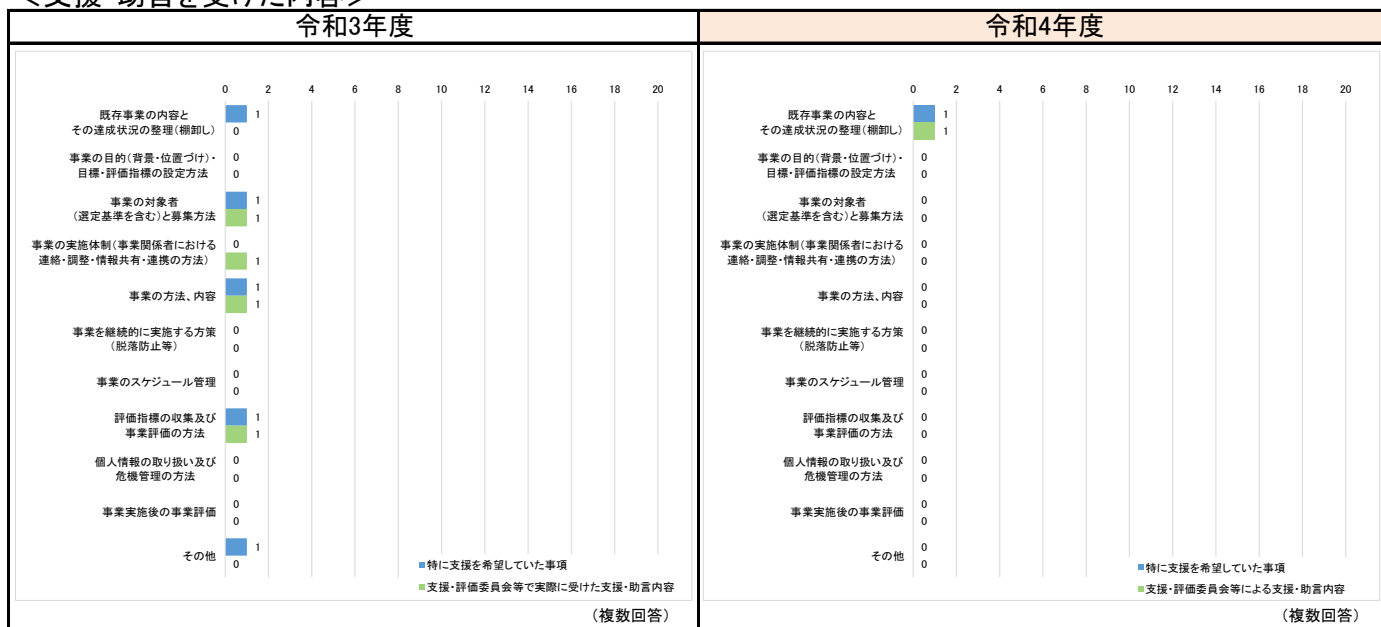 ＜支援・助言を受けた内容＞
令和3年度
0 2 4 6 8 10 12 14 16 18 20
既存事業の内容と
その達成状況の整理（棚卸し）
1
0
事業の目的（背景・位置づけ）・
目標・評価指標の設定方法
0
0
事業の対象者
（選定基準を含む）と募集方法
1
1
事業の実施体制（事業関係者における
連絡・調整・情報共有・連携の方法）
0
1
事業の方法、内容
1
1
事業を継続的に実施する方策
（脱落防止等）
0
0
事業のスケジュール管理
0
0
評価指標の収集及び
事業評価の方法
1
1
個人情報の取り扱い及び
危機管理の方法
0
0
事業実施後の事業評価
0
0
その他
1
0
特に支援を希望していた事項
支援・評価委員会等で実際に受けた支援・助言内容
（複数回答）
令和4年度
0 2 4 6 8 10 12 14 16 18 20
既存事業の内容と
その達成状況の整理（棚卸し）
1
1
事業の目的（背景・位置づけ）・
目標・評価指標の設定方法
0
0
事業の対象者
（選定基準を含む）と募集方法
0
0
事業の実施体制（事業関係者における
連絡・調整・情報共有・連携の方法）
0
0
事業の方法、内容
0
0
事業を継続的に実施する方策
（脱落防止等）
0
0
事業のスケジュール管理
0
0
評価指標の収集及び
事業評価の方法
0
0
個人情報の取り扱い及び
危機管理の方法
0
0
事業実施後の事業評価
0
0
その他
0
0
特に支援を希望していた事項
支援・評価委員会等による支援・助言内容
（複数回答）